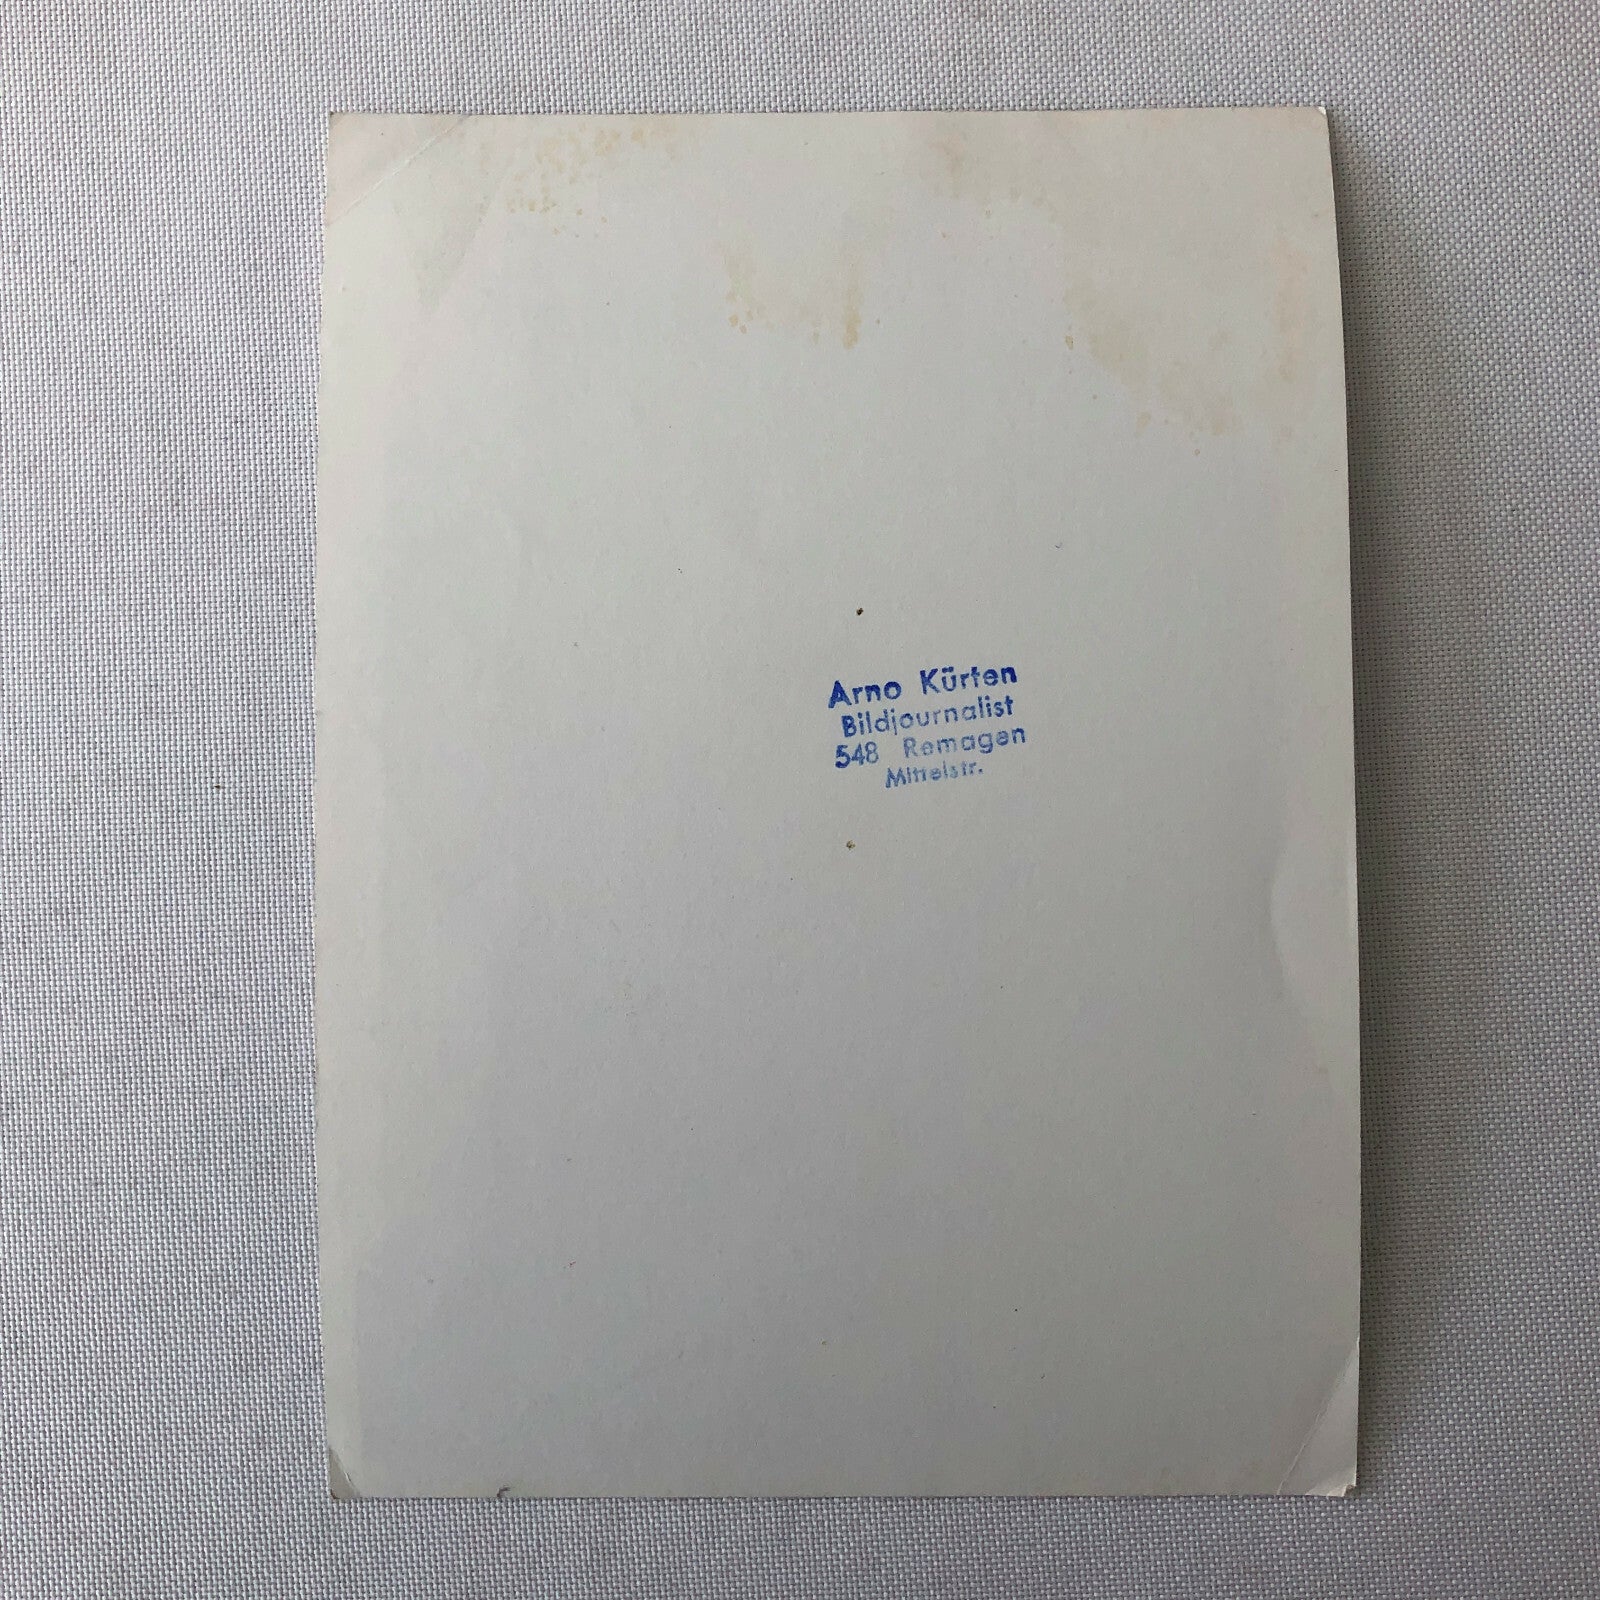 Arno Kürten
Bildjournalist
548 Remagen
Mittelstr.